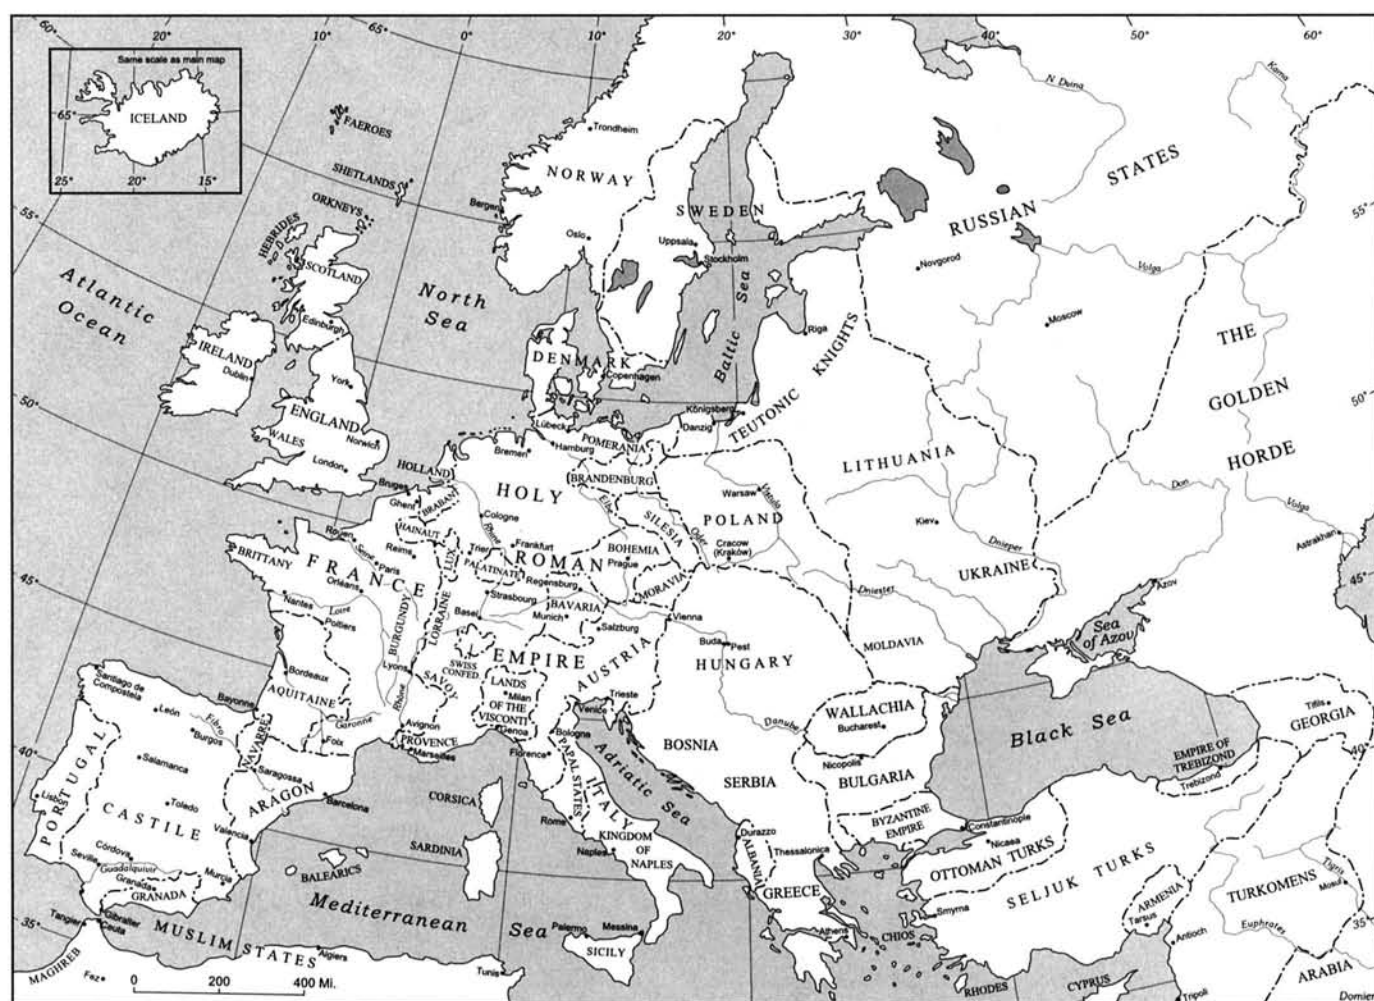 60°
20°
65°
10°
65°
0°
10°
20°
30°
40°
50°
60°
Same scale as main map
ICELAND
65°
25°
20°
15°
FAEROES
SHETLANDS
ORKNEYS
HEBRIDES
SCOTLAND
Edinburgh
Atlantic
Ocean
North
Sea
IRELAND
Dublin
York
ENGLAND
WALES
Norwich
London
Trondheim
NORWAY
Bergen
Oslo
SWEDEN
Uppsala
Stockholm
Baltic Sea
DENMARK
Copenhagen
N. Dvina
Kama
RUSSIAN
STATES
Novgorod
Volga
Moscow
THE
GOLDEN
HORDE
Riga
TEUTONIC KNIGHTS
Königsberg
Danzig
LITHUANIA
Don
Volga
Astrakhan
Kiev
Dnieper
UKRAINE
Azov
Sea
of Azov
Dniester
MOLDAVIA
55°
50°
45°
40°
35°
55°
50°
45°
40°
35°
Lübeck
Hamburg
Bremen
POMERANIA
BRANDENBURG
HOLLAND
Bruges
Ghent
BRABANT
HAINAUT
LUX.
HOLY
ROMAN
EMPIRE
Cologne
Rhine
Elbe
Oder
Frankfurt
Trier
PALATINATE
Regensburg
Strasbourg
BAVARIA
Munich
Salzburg
Basel
SILESIA
BOHEMIA
Prague
MORAVIA
Warsaw
Vistula
POLAND
Cracow
(Kraków)
Vienna
AUSTRIA
Buda
Pest
HUNGARY
Danube
Rouen
Seine
Reims
Paris
BRITTANY
FRANCE
Orléans
Nantes
Loire
Poitiers
BURGUNDY
LORRAINE
SWISS
CONFED.
SAVOY
Lyons
Rhône
Bordeaux
AQUITAINE
Bayonne
Garonne
Foix
Avignon
PROVENCE
Marseilles
LANDS
Milan
OF THE
VISCONTI
Genoa
Venice
Trieste
Bologne
Florence
PAPAL STATES
ITALY
Rome
Adriatic Sea
KINGDOM
OF
NAPLES
Naples
BOSNIA
SERBIA
WALLACHIA
Bucharest
Nicopolis
BULGARIA
BYZANTINE
EMPIRE
Constantinople
Black Sea
Tiflis
GEORGIA
EMPIRE OF
TREBIZOND
Trebizond
Santiago de
Compostela
León
Burgos
NAVARRE
Salamanca
Saragossa
ARAGON
Barcelona
PORTUGAL
Lisbon
Toledo
CASTILE
Valencia
Córdova
Seville
Guadalquivir
Granada
GRANADA
Murcia
Gibralter
Ceuta
Tangier
CORSICA
SARDINIA
BALEARICS
Mediterranean Sea
MUSLIM STATES
Algiers
Tunis
MAGHREB
Fez
0
200
400 Mi.
Palermo
Messina
SICILY
Durazzo
ALBANIA
Thessalonica
GREECE
Athens
CHIOS
Smyrna
Nicaea
OTTOMAN TURKS
SELJUK TURKS
ARMENIA
Tarsus
Antioch
TURKOMENS
Tigris
Mosul
Euphrates
ARABIA
RHODES
CYPRUS
Tripoli